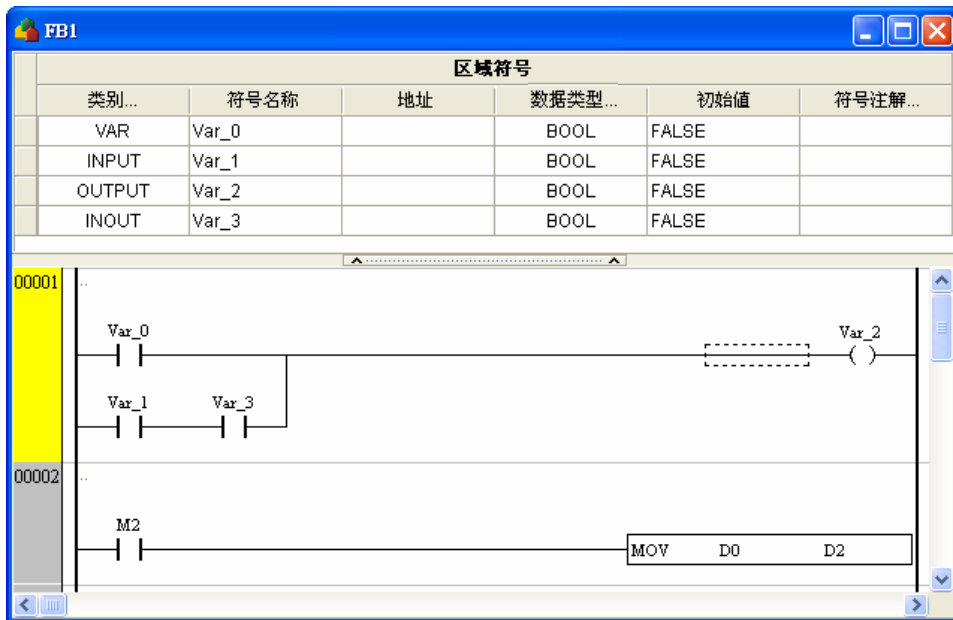 FB1
区域符号
类别... 符号名称 地址 数据类型... 初始值 符号注解...
VAR Var_0 BOOL FALSE
INPUT Var_1 BOOL FALSE
OUTPUT Var_2 BOOL FALSE
INOUT Var_3 BOOL FALSE
00001
Var_0 Var_2
Var_1 Var_3
00002
M2
MOV D0 D2